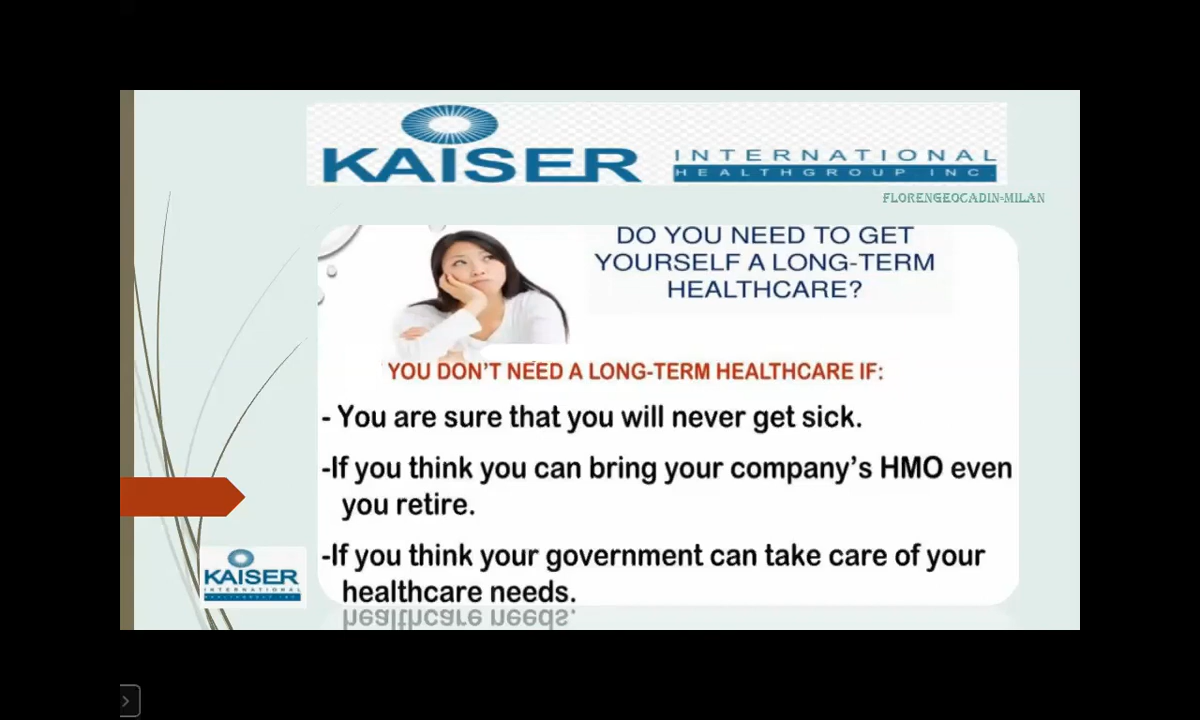 KAISER INTERNATIONAL
HEALTHGROUP INC.
FLORENGEOCADIN-MILAN
DO YOU NEED TO GET
YOURSELF A LONG-TERM
HEALTHCARE?
YOU DON'T NEED A LONG-TERM HEALTHCARE IF:
- You are sure that you will never get sick.
-If you think you can bring your company's HMO even
you retire.
-If you think your government can take care of your
healthcare needs.
KAISER
INTERNATIONAL